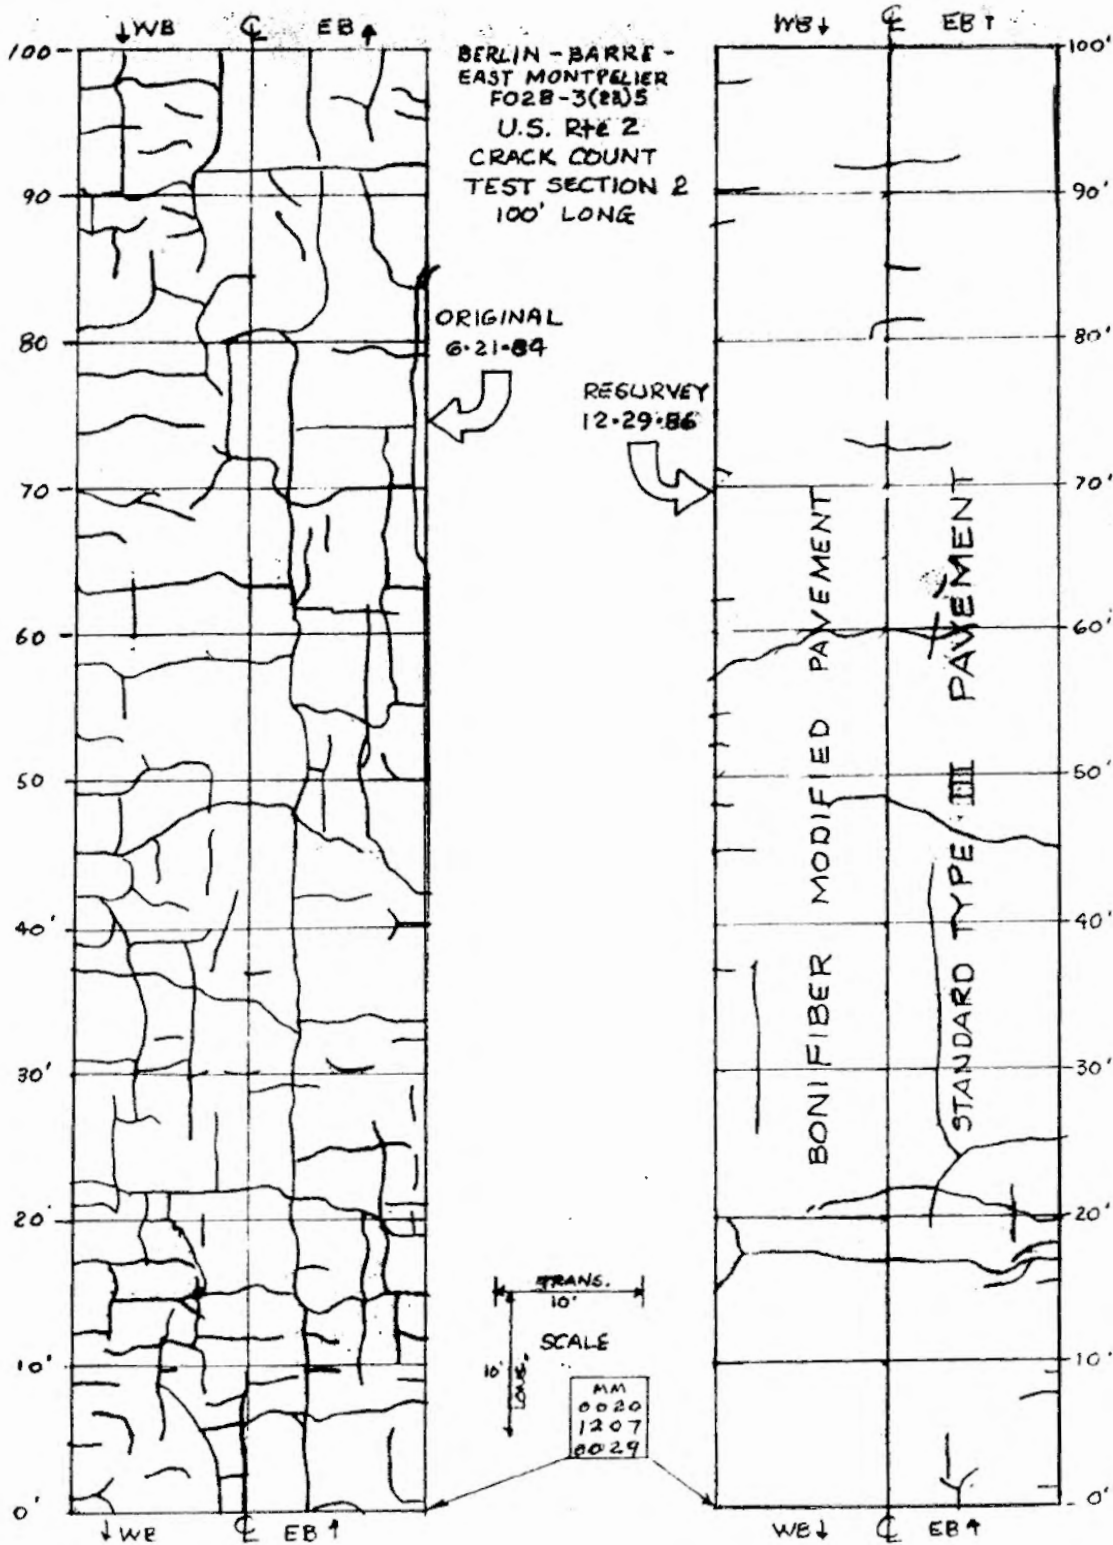 ↓WB ℄ EB↑
WB↓ ℄ EB↑
BERLIN - BARRE -
EAST MONTPELIER
F028-3(22)5
U.S. Rte 2
CRACK COUNT
TEST SECTION 2
100' LONG
100
90
80
70
60
50
40'
30'
20'
10'
0'
ORIGINAL
6·21·84
RESURVEY
12·29·86
BONIFIBER MODIFIED PAVEMENT
STANDARD TYPE III PAVEMENT
100'
90'
80'
70'
60'
50'
40'
30'
20'
10'
0'
TRANS.
10'
SCALE
10'
LONG.
MM
0020
1207
0029
↓WB ℄ EB↑
WB↓ ℄ EB↑